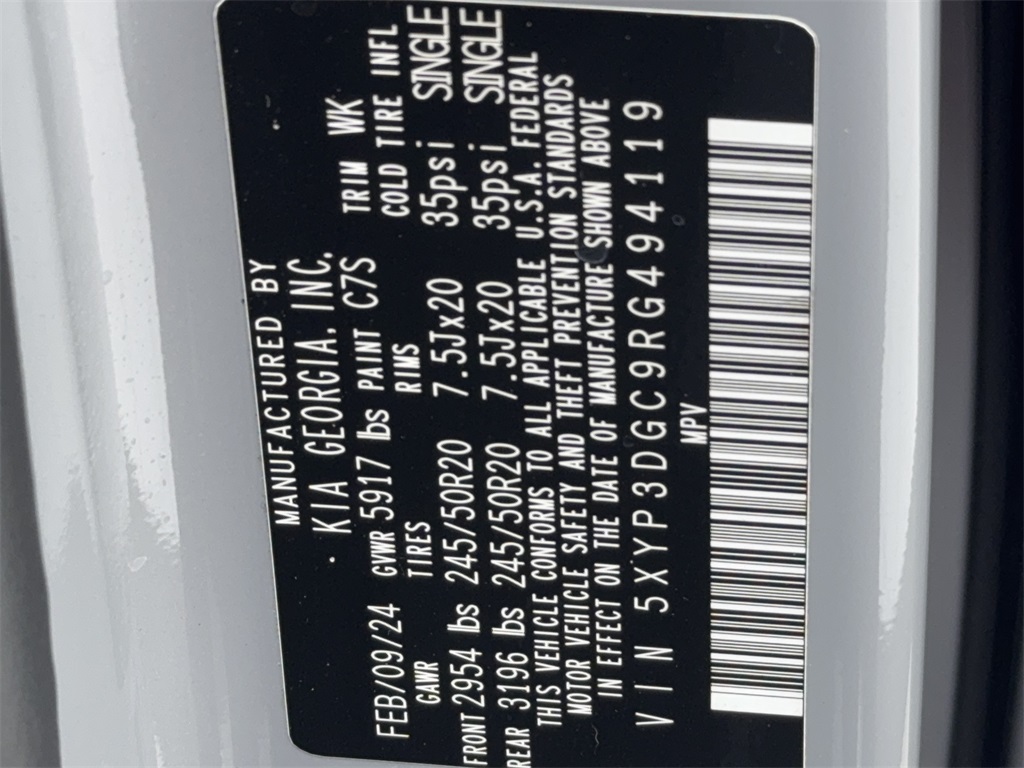 MANUFACTURED BY
KIA GEORGIA. INC.
FEB/09/24 GVWR 5917 lbs PAINT C7S TRIM WK
GAWR TIRES RIMS COLD TIRE INFL
FRONT 2954 lbs 245/50R20 7.5Jx20 35psi SINGLE
REAR 3196 lbs 245/50R20 7.5Jx20 35psi SINGLE
THIS VEHICLE CONFORMS TO ALL APPLICABLE U.S.A. FEDERAL
MOTOR VEHICLE SAFETY AND THEFT PREVENTION STANDARDS
IN EFFECT ON THE DATE OF MANUFACTURE SHOWN ABOVE
VIN 5XYP3DGC9RG494119
MPV